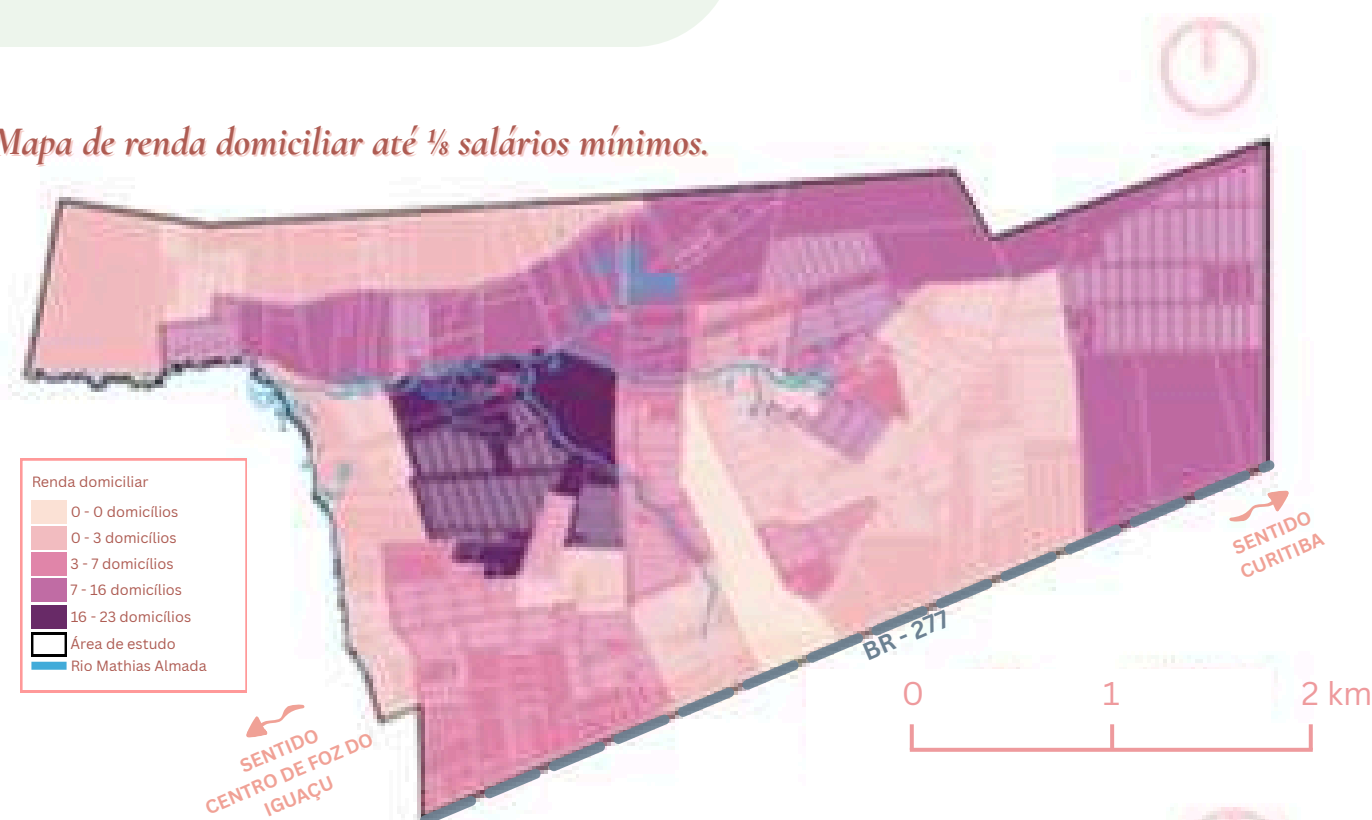 Mapa de renda domiciliar até ⅛ salários mínimos.
Renda domiciliar
0 - 0 domicílios
0 - 3 domicílios
3 - 7 domicílios
7 - 16 domicílios
16 - 23 domicílios
Área de estudo
Rio Mathias Almada
SENTIDO
CURITIBA
BR - 277
0 1 2 km
SENTIDO
CENTRO DE FOZ DO
IGUAÇU